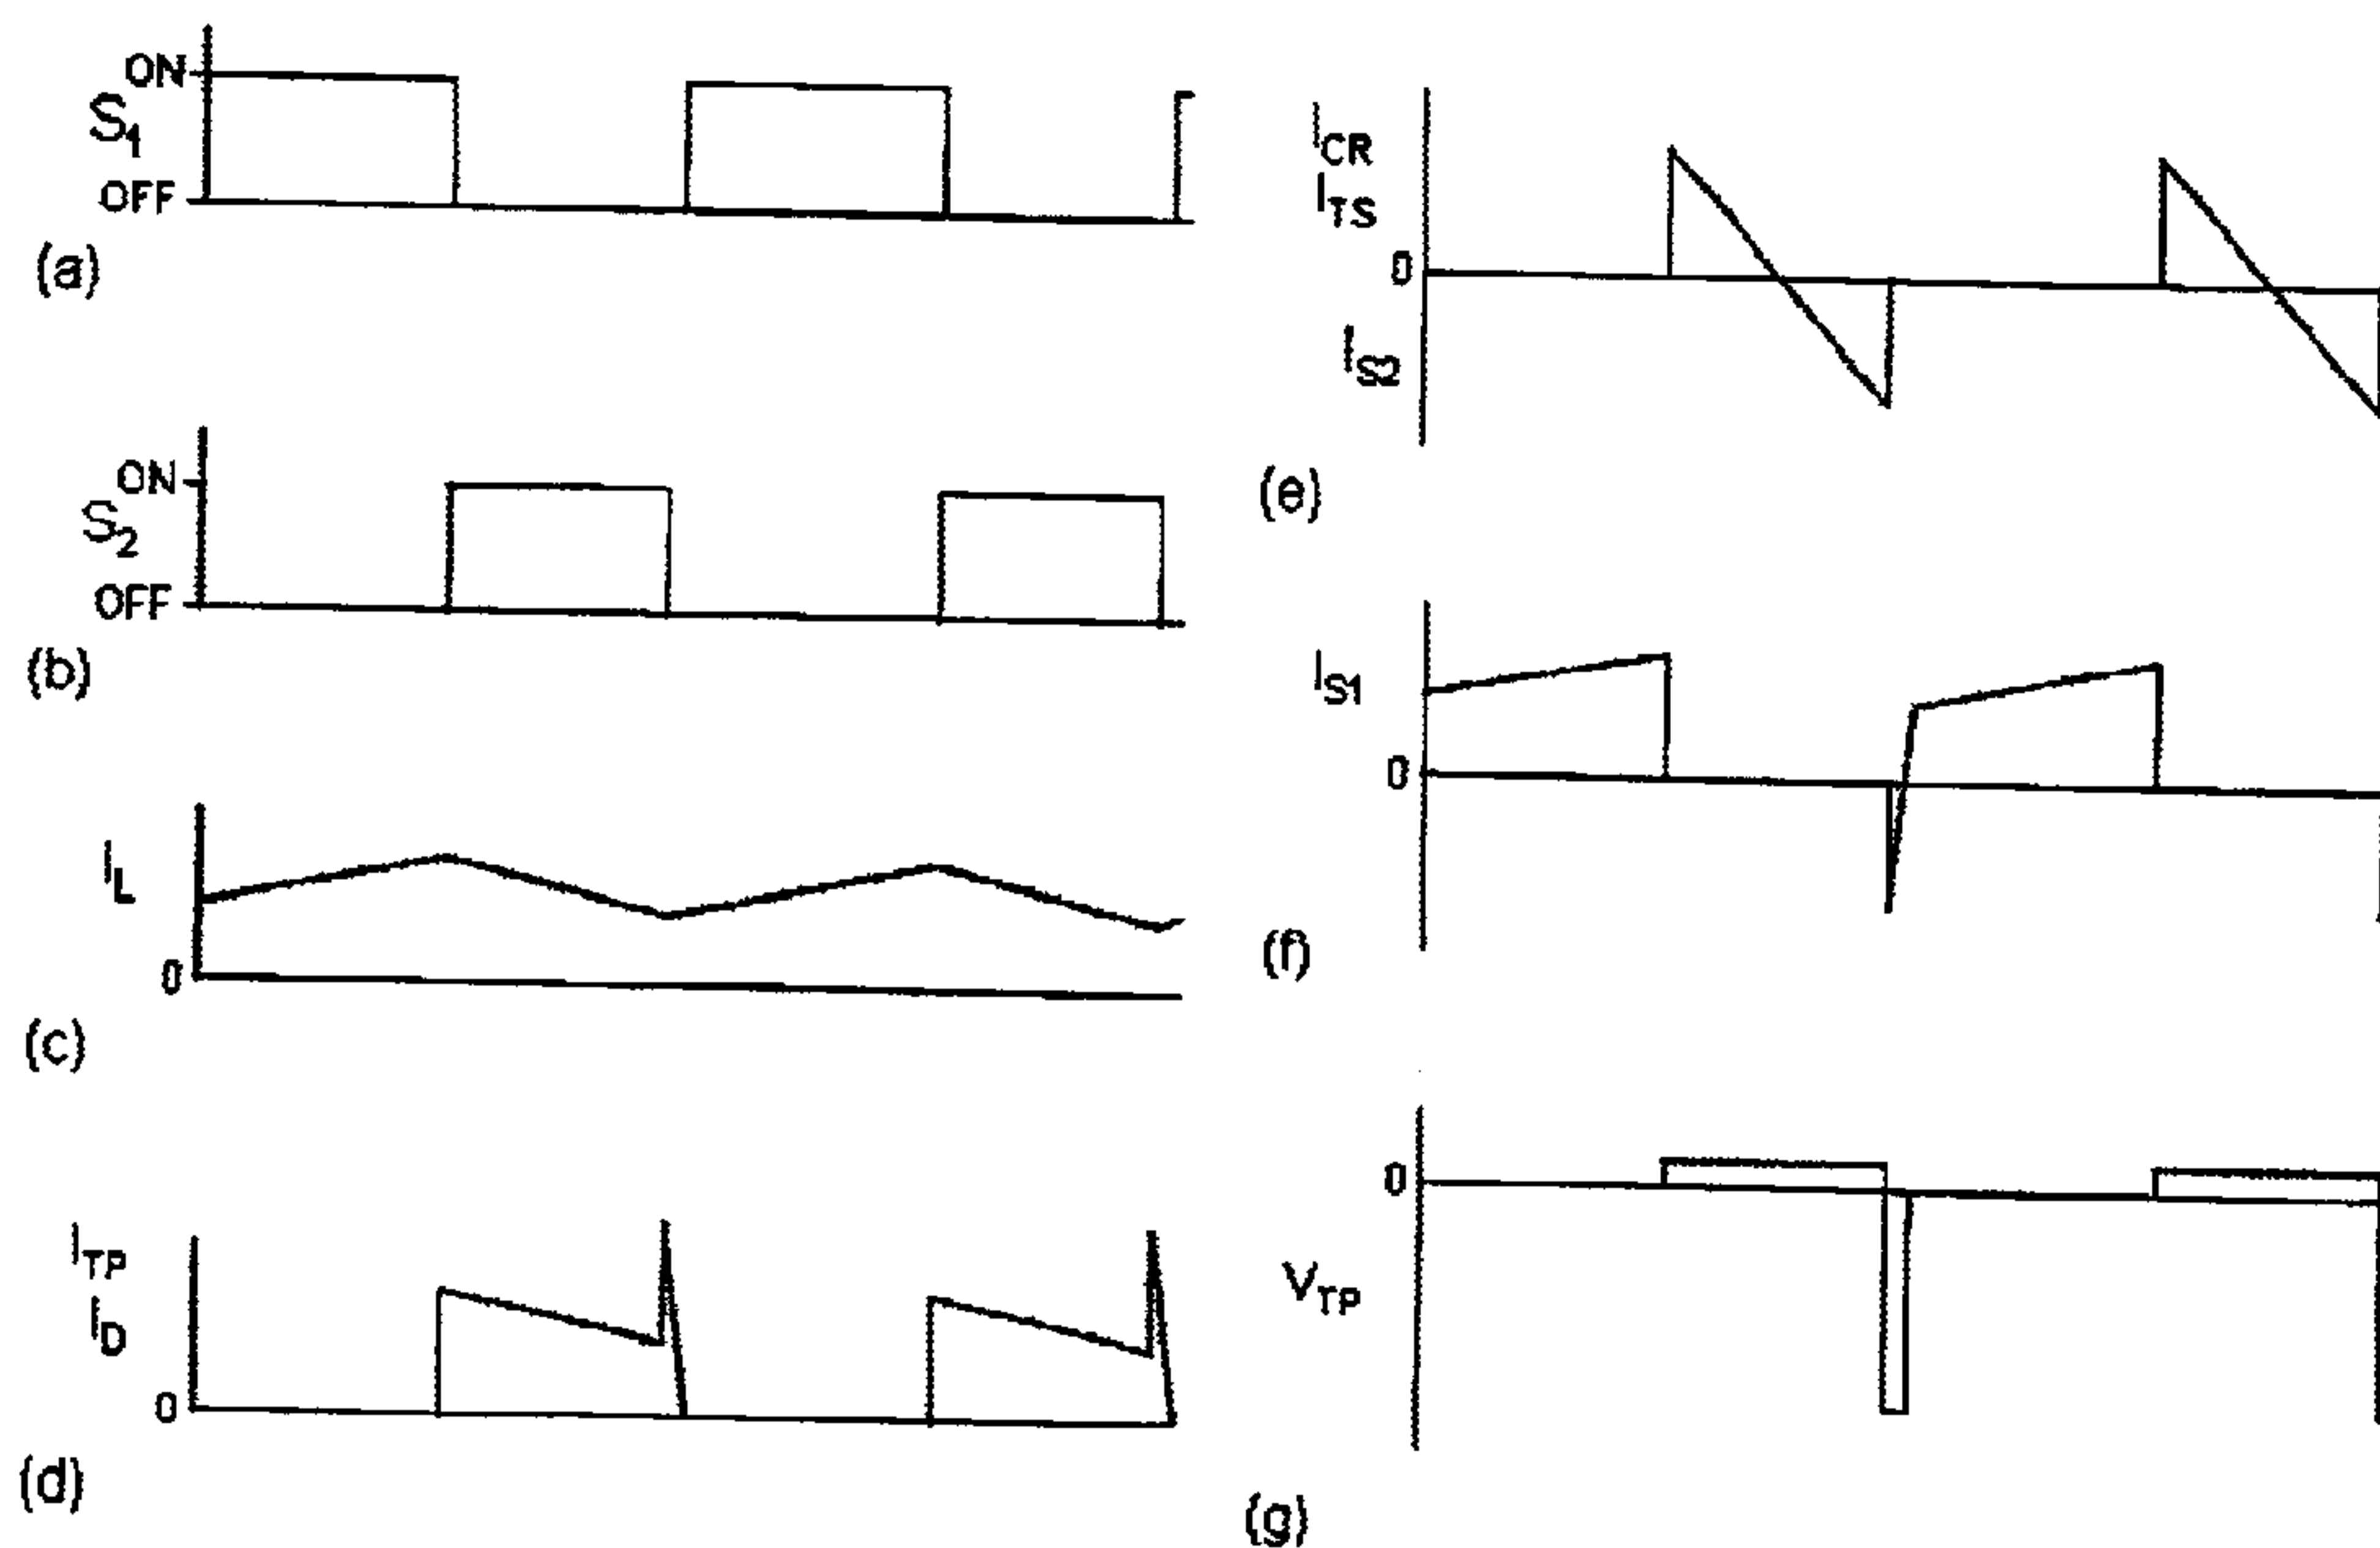 ON
S1
OFF
(a)
ON
S2
OFF
(b)
IL
0
(c)
ITP
ID
0
(d)
ICR
ITS
0
IS2
(e)
IS1
0
(f)
0
VTP
(g)